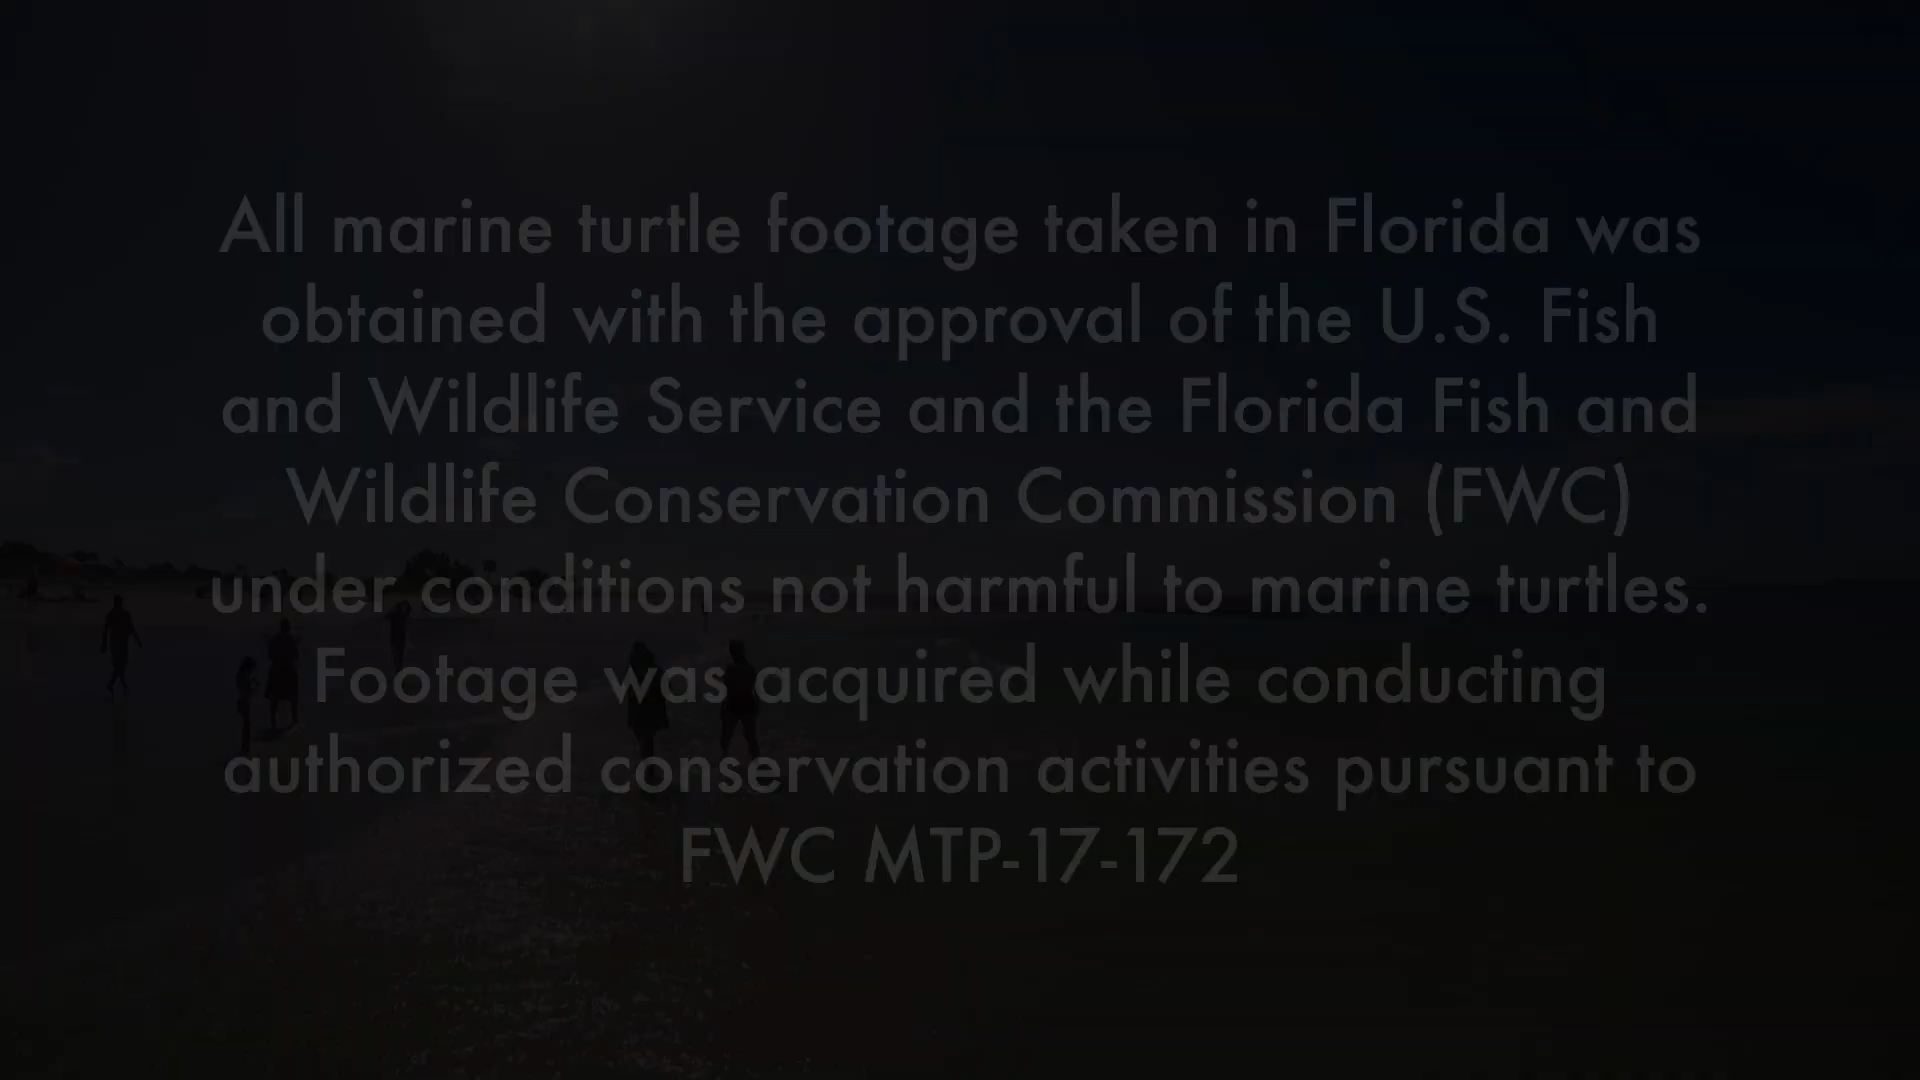 All marine turtle footage taken in Florida was
obtained with the approval of the U.S. Fish
and Wildlife Service and the Florida Fish and
Wildlife Conservation Commission (FWC)
under conditions not harmful to marine turtles.
Footage was acquired while conducting
authorized conservation activities pursuant to
FWC MTP-17-172